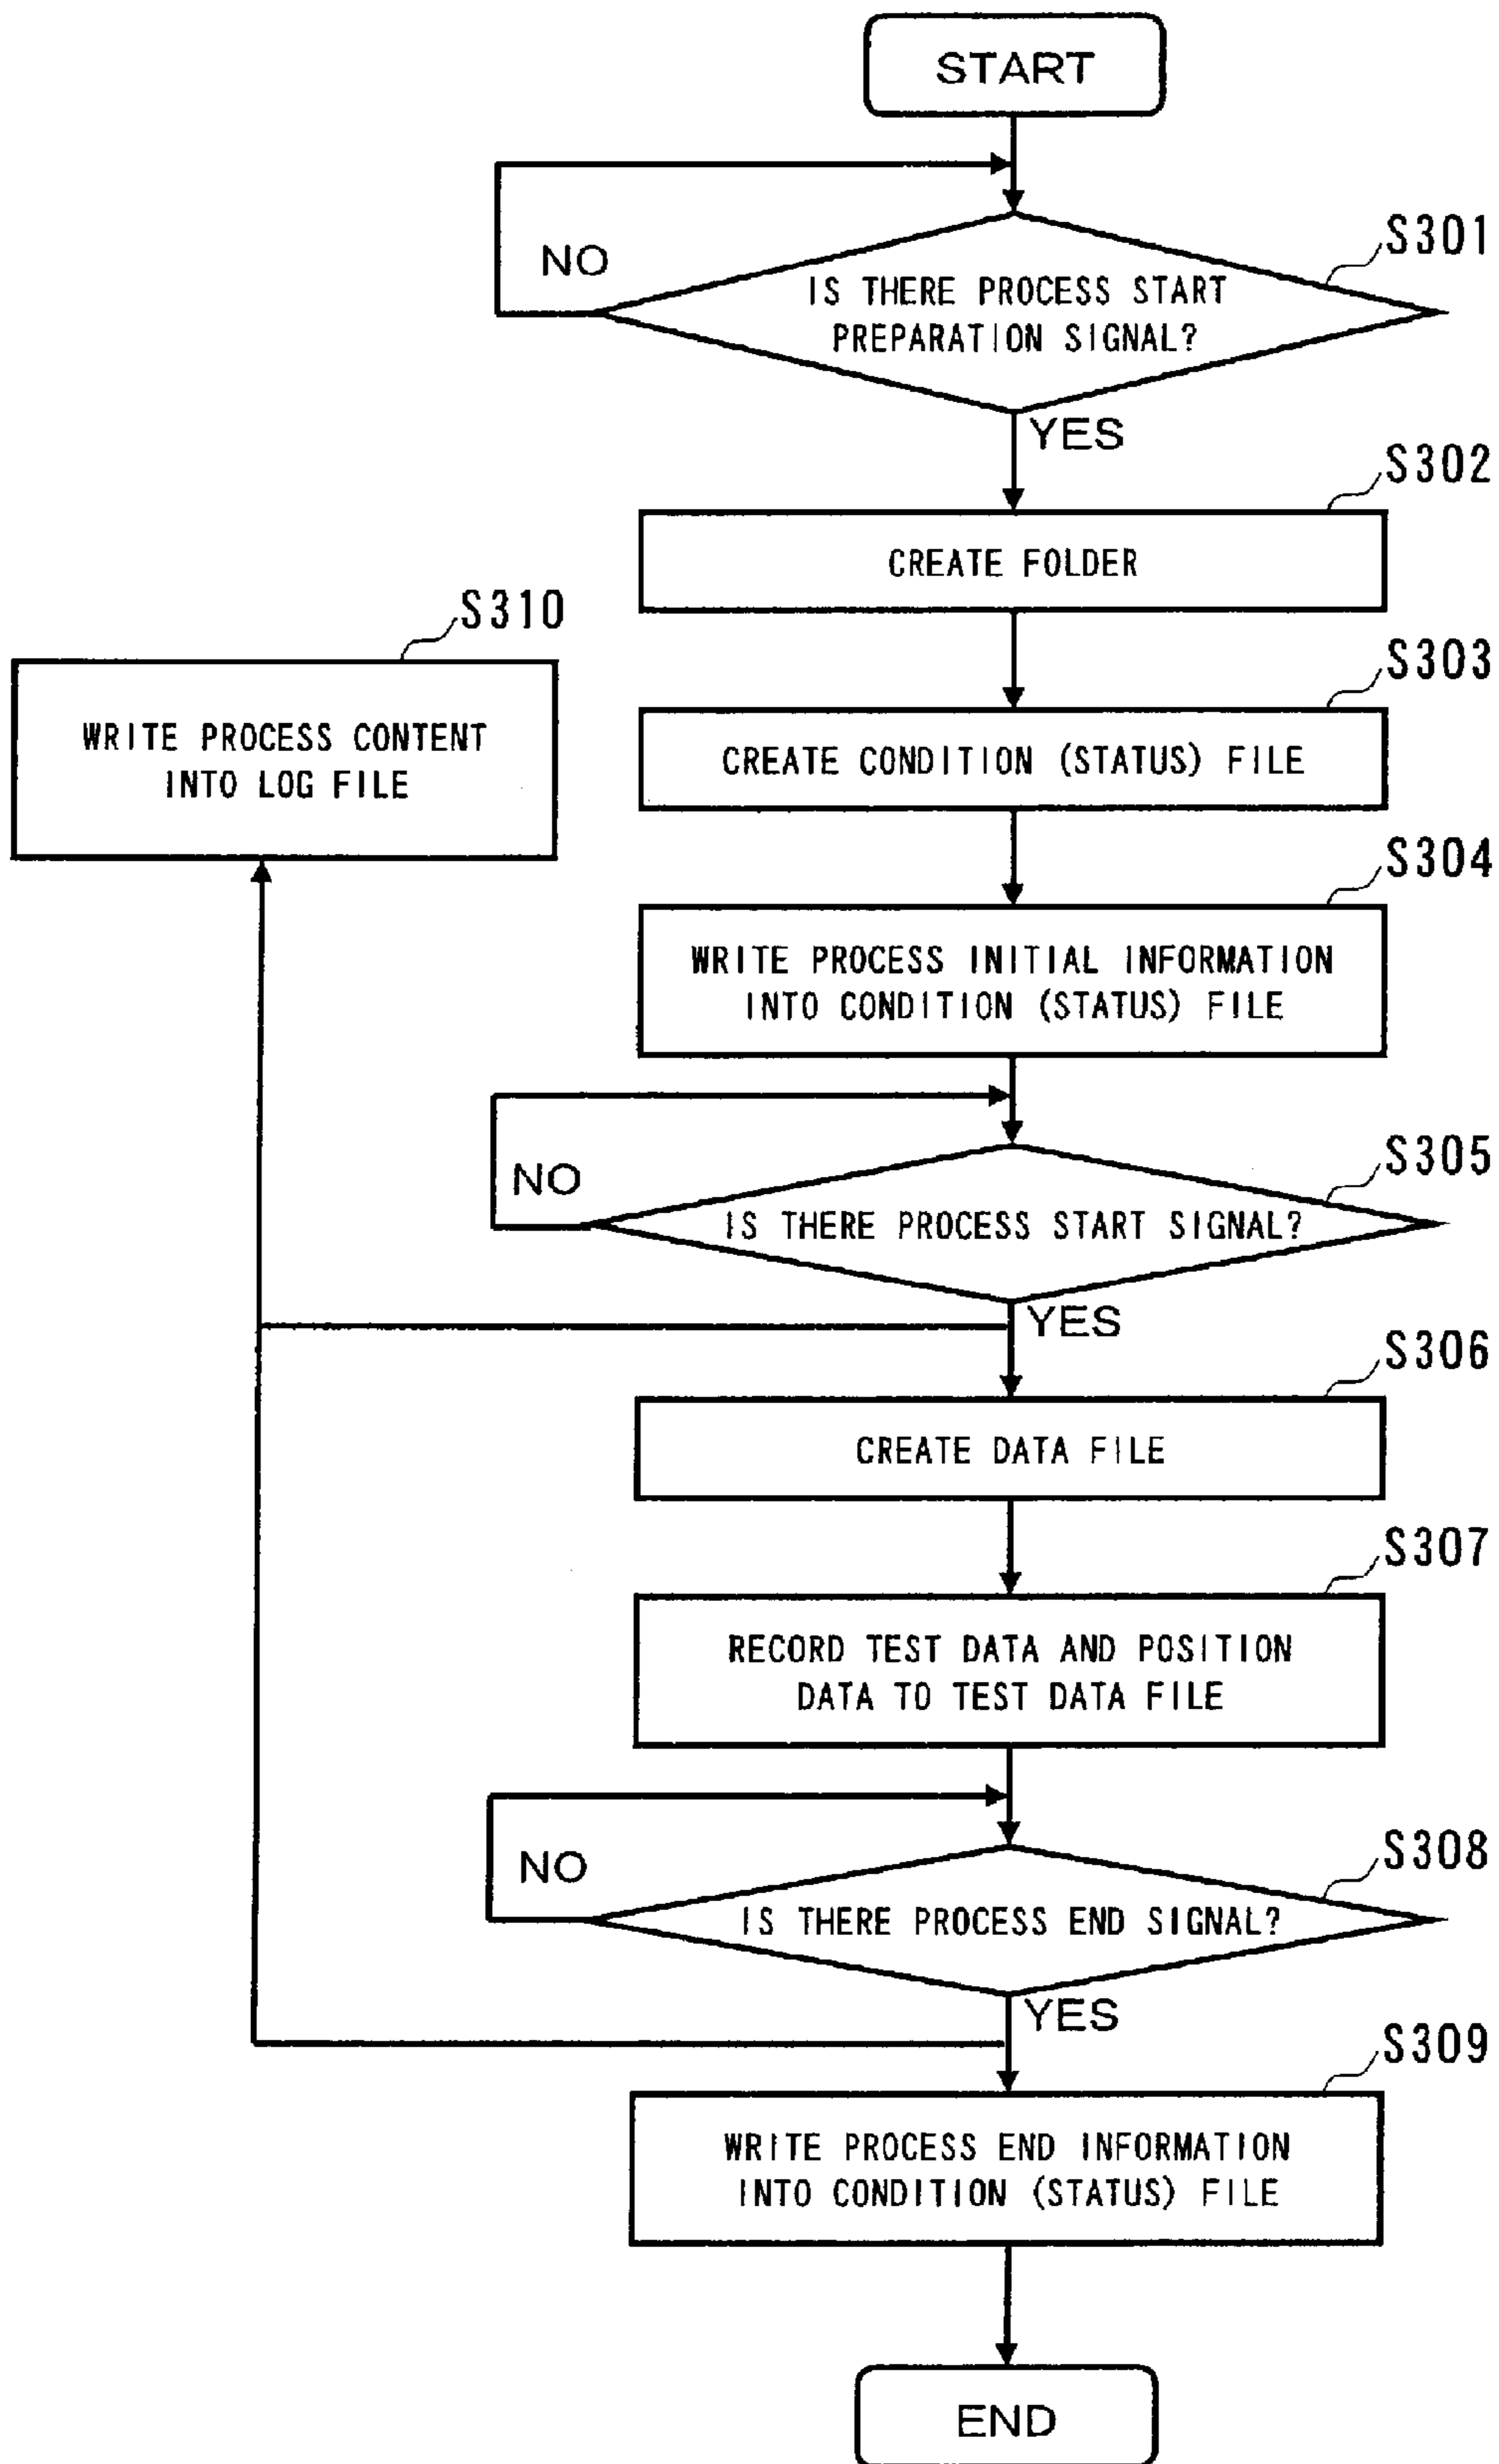 START
NO
S301
IS THERE PROCESS START
PREPARATION SIGNAL?
YES
S302
CREATE FOLDER
S310
WRITE PROCESS CONTENT
INTO LOG FILE
S303
CREATE CONDITION (STATUS) FILE
S304
WRITE PROCESS INITIAL INFORMATION
INTO CONDITION (STATUS) FILE
NO
S305
IS THERE PROCESS START SIGNAL?
YES
S306
CREATE DATA FILE
S307
RECORD TEST DATA AND POSITION
DATA TO TEST DATA FILE
NO
S308
IS THERE PROCESS END SIGNAL?
YES
S309
WRITE PROCESS END INFORMATION
INTO CONDITION (STATUS) FILE
END